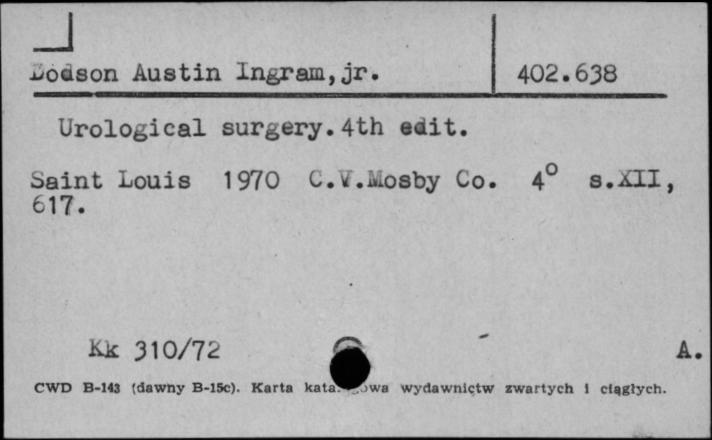 Dodson Austin Ingram, jr. 402.638
Urological surgery. 4th edit.
Saint Louis 1970 C.V.Mosby Co. 4° s.XII,
617.
Kk 310/72 A.
CWD B-143 (dawny B-15c). Karta wydawnictw zwartych i ciągłych.